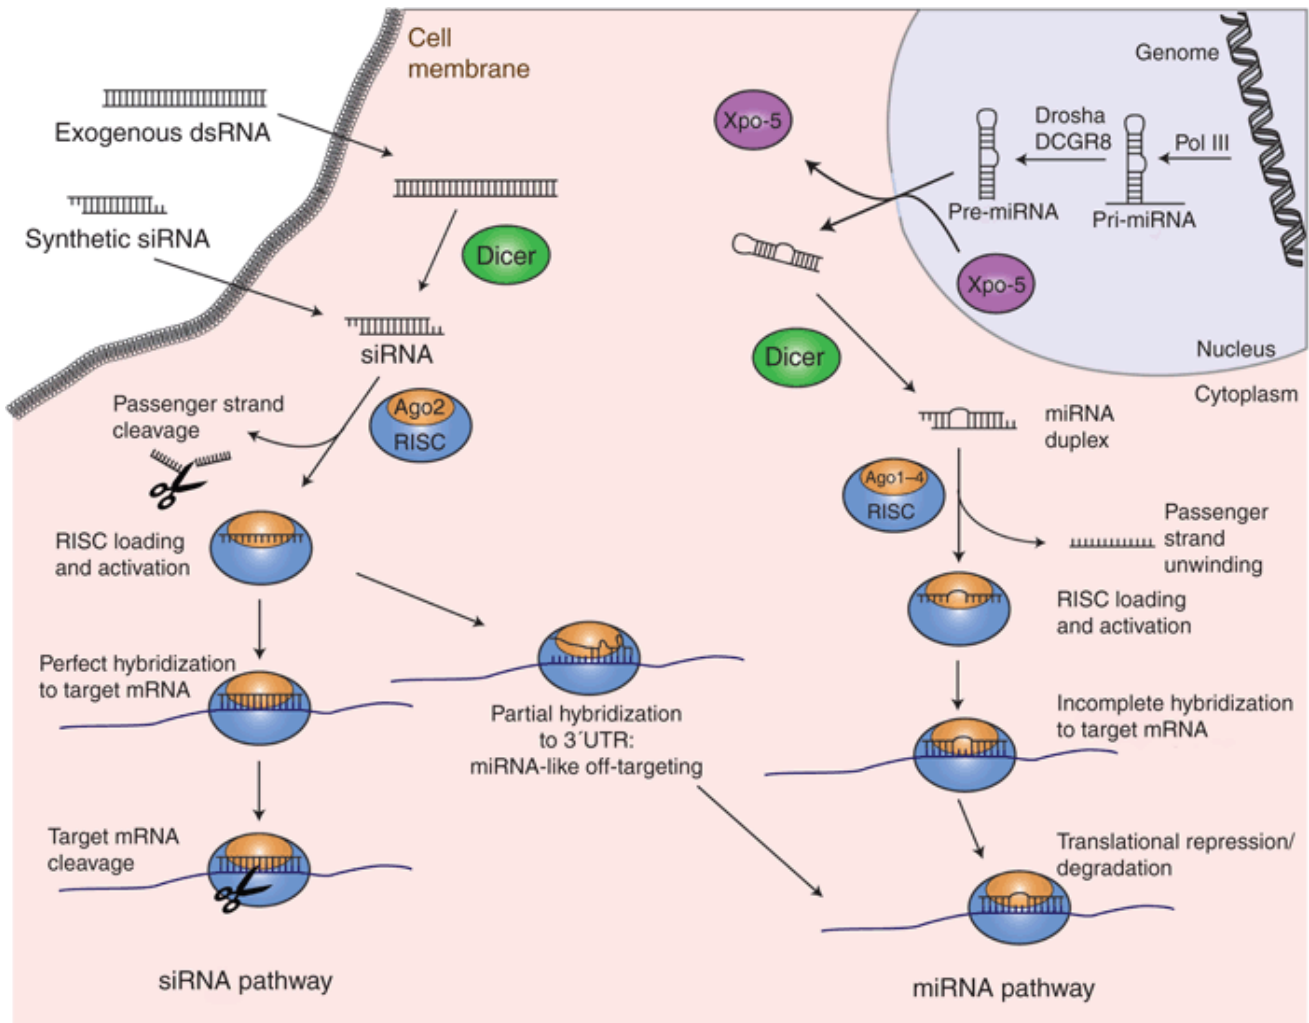 Cell
membrane
Exogenous dsRNA
Synthetic siRNA
Dicer
siRNA
Ago2
RISC
Passenger strand
cleavage
RISC loading
and activation
Perfect hybridization
to target mRNA
Target mRNA
cleavage
siRNA pathway
Partial hybridization
to 3´UTR:
miRNA-like off-targeting
Genome
Pol III
Pri-miRNA
Drosha
DCGR8
Pre-miRNA
Xpo-5
Xpo-5
Nucleus
Cytoplasm
Dicer
miRNA
duplex
Ago1–4
RISC
Passenger
strand
unwinding
RISC loading
and activation
Incomplete hybridization
to target mRNA
Translational repression/
degradation
miRNA pathway